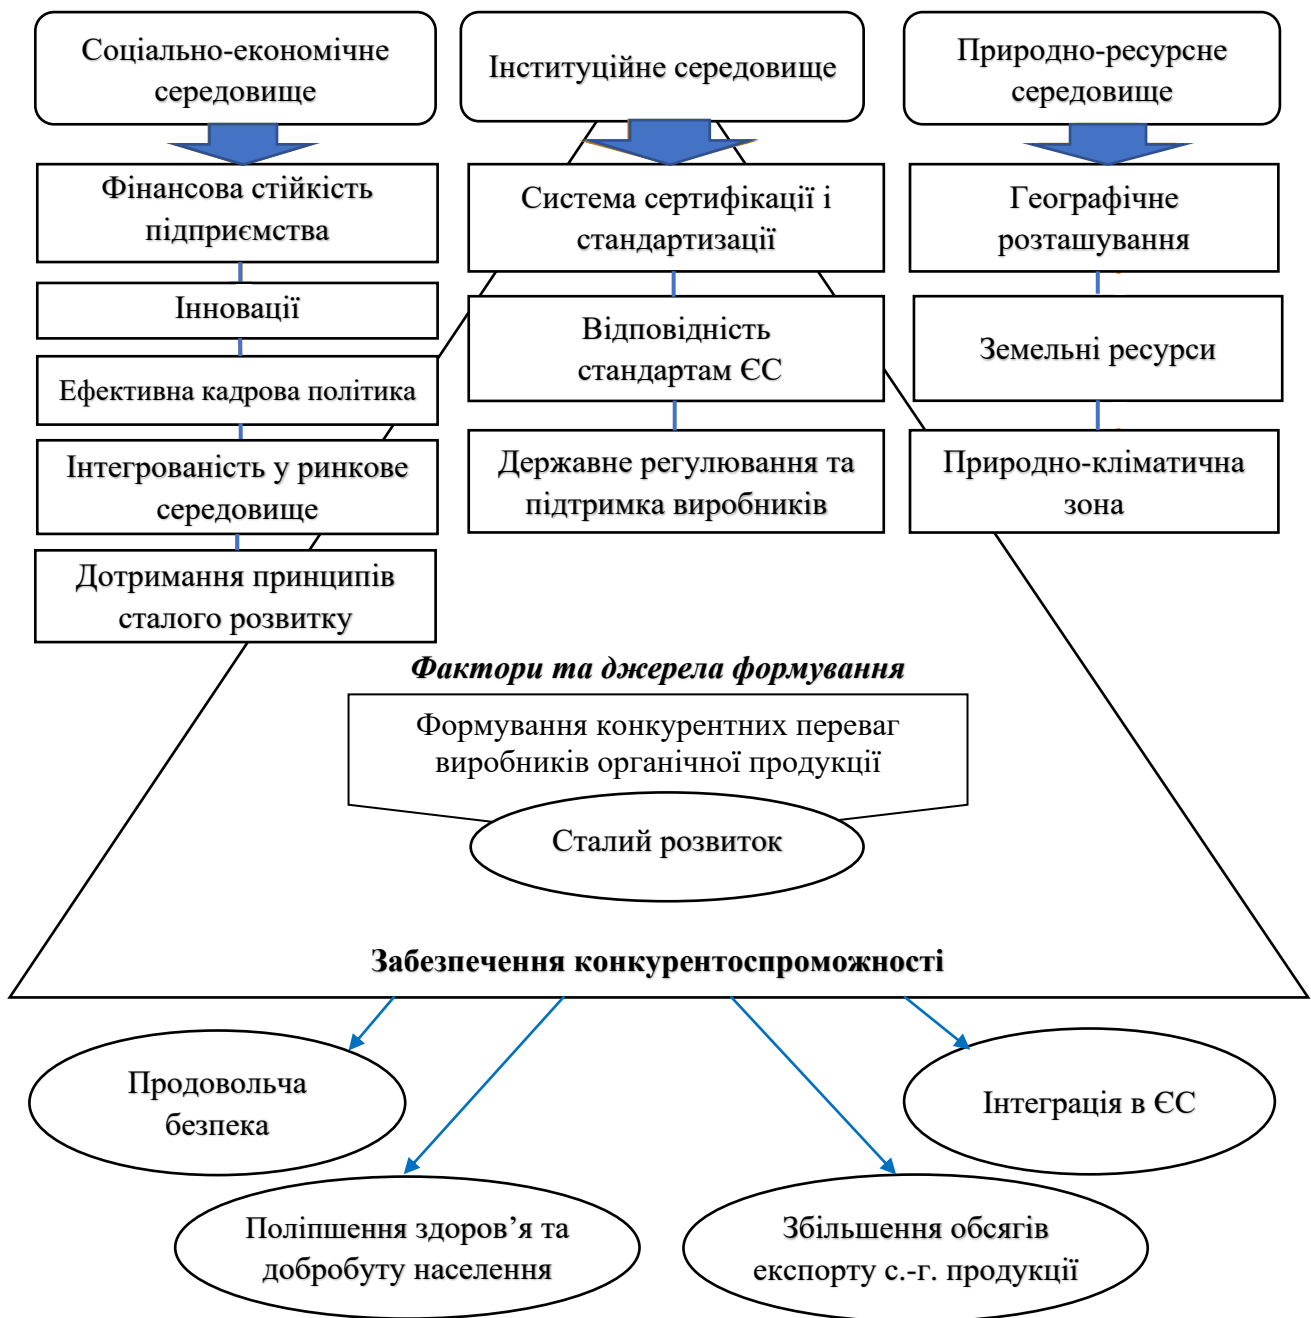 Соціально-економічне
середовище
Інституційне середовище
Природно-ресурсне
середовище
Фінансова стійкість
підприємства
Інновації
Ефективна кадрова політика
Інтегрованість у ринкове
середовище
Дотримання принципів
сталого розвитку
Система сертифікації і
стандартизації
Відповідність
стандартам ЄС
Державне регулювання та
підтримка виробників
Географічне
розташування
Земельні ресурси
Природно-кліматична
зона
Фактори та джерела формування
Формування конкурентних переваг
виробників органічної продукції
Сталий розвиток
Забезпечення конкурентоспроможності
Продовольча
безпека
Інтеграція в ЄС
Поліпшення здоров’я та
добробуту населення
Збільшення обсягів
експорту с.-г. продукції